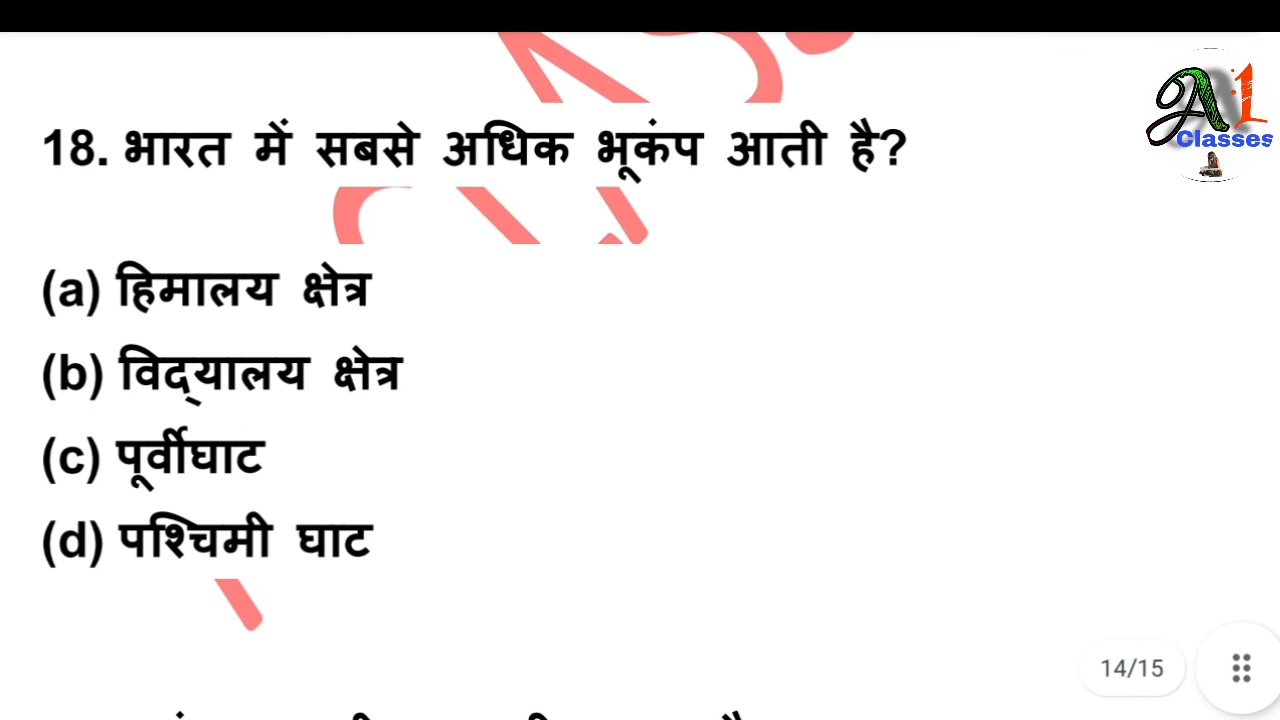 18. भारत में सबसे अधिक भूकंप आती है?
A1
Classes
(a) हिमालय क्षेत्र
(b) विद्यालय क्षेत्र
(c) पूर्वीघाट
(d) पश्चिमी घाट
14/15